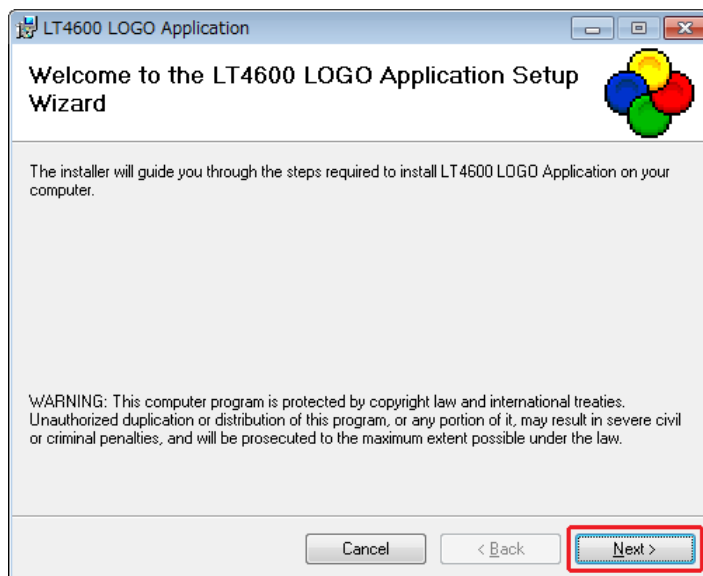 LT4600 LOGO Application
Welcome to the LT4600 LOGO Application Setup
Wizard
The installer will guide you through the steps required to install LT4600 LOGO Application on your
computer.
WARNING: This computer program is protected by copyright law and international treaties.
Unauthorized duplication or distribution of this program, or any portion of it, may result in severe civil
or criminal penalties, and will be prosecuted to the maximum extent possible under the law.
Cancel
< Back
Next >